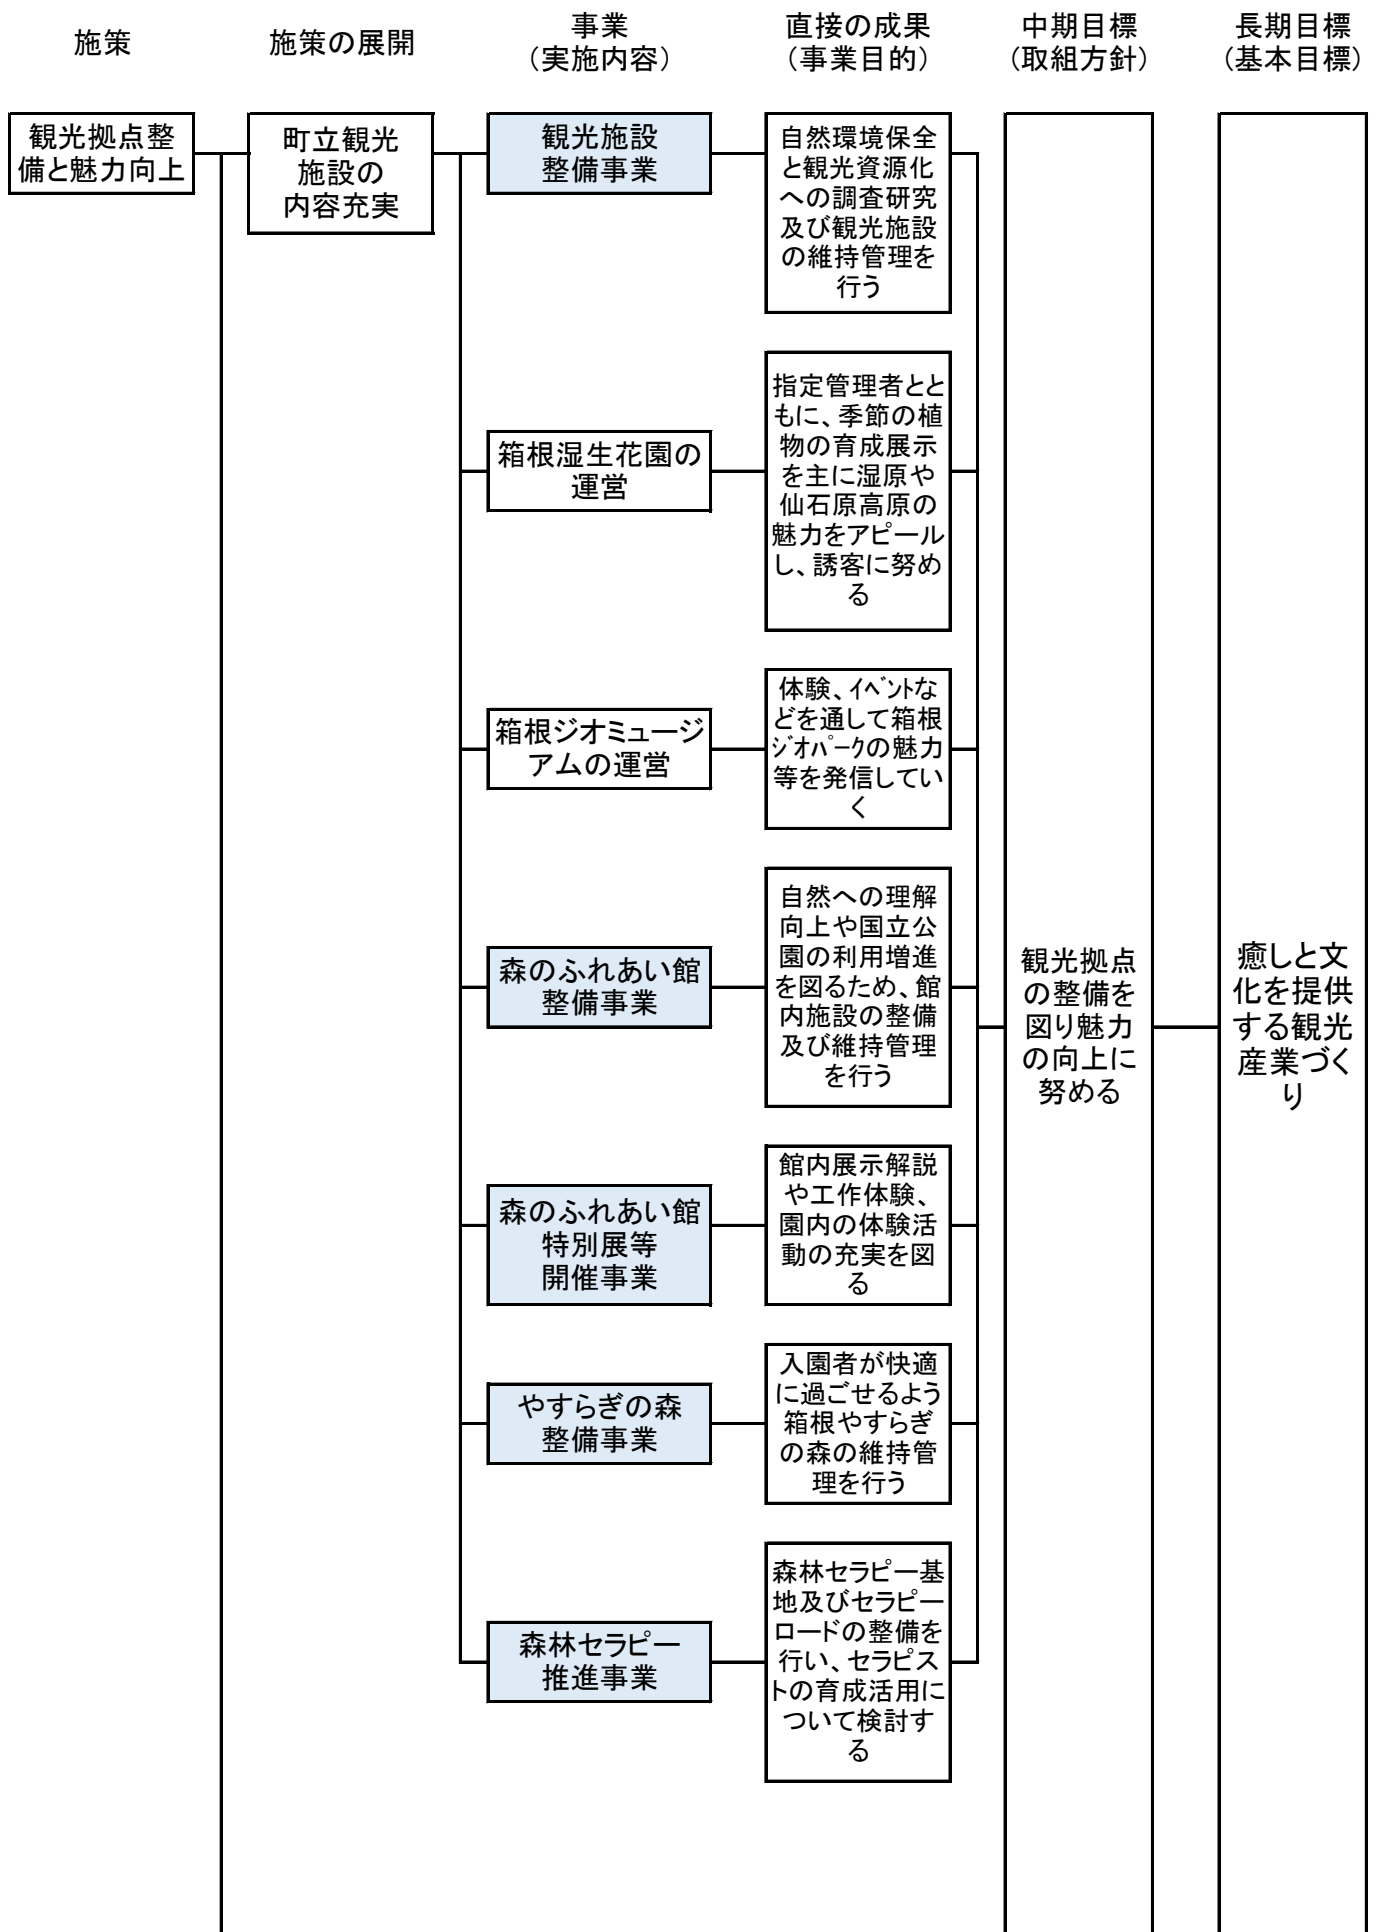 施策
施策の展開
事業
（実施内容）
直接の成果
（事業目的）
中期目標
（取組方針）
長期目標
（基本目標）
観光拠点整
備と魅力向上
町立観光
施設の
内容充実
観光施設
整備事業
自然環境保全
と観光資源化
への調査研究
及び観光施設
の維持管理を
行う
箱根湿生花園の
運営
指定管理者とと
もに、季節の植
物の育成展示
を主に湿原や
仙石原高原の
魅力をアピール
し、誘客に努め
る
箱根ジオミュージ
アムの運営
体験、ｲﾍﾞﾝﾄな
どを通して箱根
ｼﾞｵﾊﾟｰｸの魅力
等を発信してい
く
森のふれあい館
整備事業
自然への理解
向上や国立公
園の利用増進
を図るため、館
内施設の整備
及び維持管理
を行う
森のふれあい館
特別展等
開催事業
館内展示解説
や工作体験、
園内の体験活
動の充実を図
る
やすらぎの森
整備事業
入園者が快適
に過ごせるよう
箱根やすらぎ
の森の維持管
理を行う
森林セラピー
推進事業
森林セラピー基
地及びセラピー
ロードの整備を
行い、セラピス
トの育成活用に
ついて検討す
る
観光拠点
の整備を
図り魅力
の向上に
努める
癒しと文
化を提供
する観光
産業づく
り